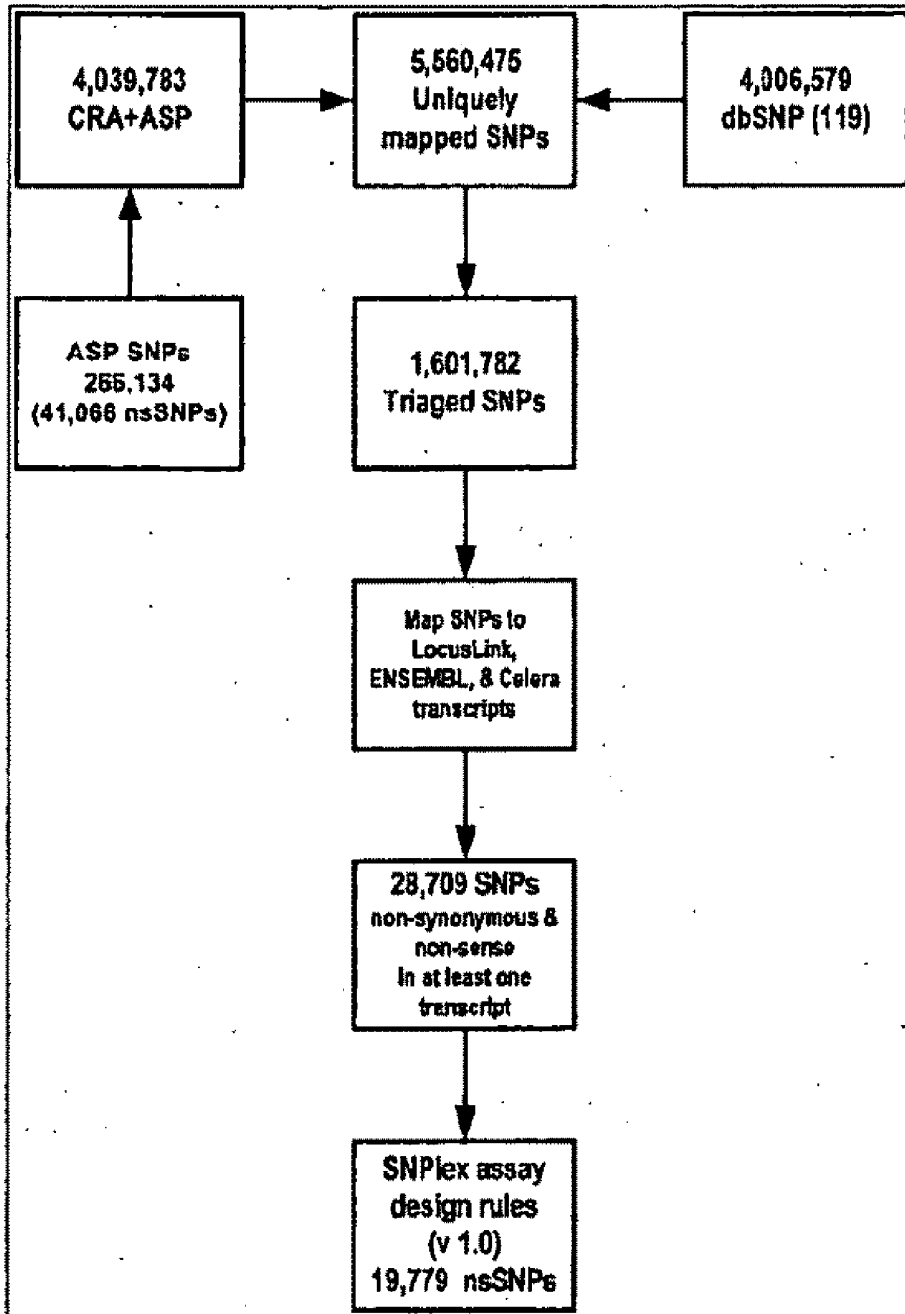 4,039,783
CRA+ASP
5,560,475
Uniquely
mapped SNPs
4,006,579
dbSNP (119)
ASP SNPs
266,134
(41,066 nsSNPs)
1,601,782
Triaged SNPs
Map SNPs to
LocusLink,
ENSEMBL, & Celera
transcripts
28,709 SNPs
non-synonymous &
non-sense
in at least one
transcript
SNPlex assay
design rules
(v 1.0)
19,779 nsSNPs